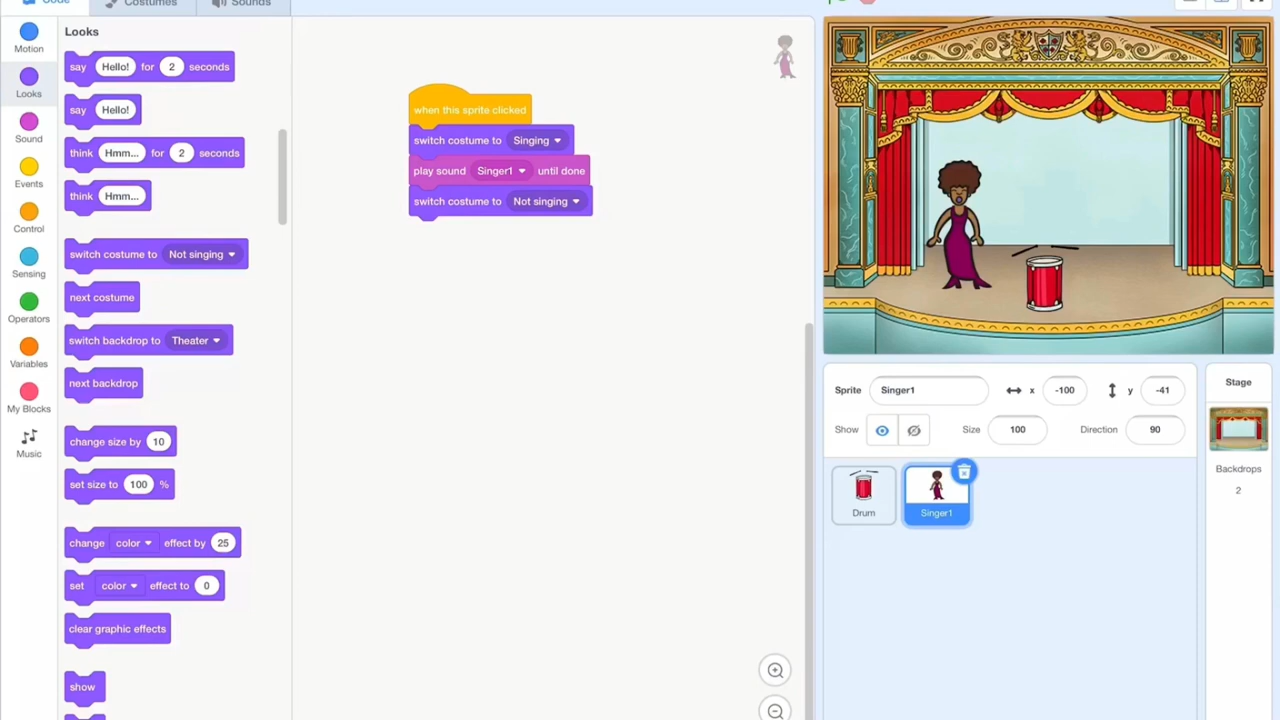 Code
Costumes
Sounds
Motion
Looks
Sound
Events
Control
Sensing
Operators
Variables
My Blocks
Music
Looks
say Hello! for 2 seconds
say Hello!
think Hmm... for 2 seconds
think Hmm...
switch costume to Not singing
next costume
switch backdrop to Theater
next backdrop
change size by 10
set size to 100 %
change color effect by 25
set color effect to 0
clear graphic effects
show
when this sprite clicked
switch costume to Singing
play sound Singer1 until done
switch costume to Not singing
Sprite Singer1 x -100 y -41
Show Size 100 Direction 90
Drum
Singer1
Stage
Backdrops
2